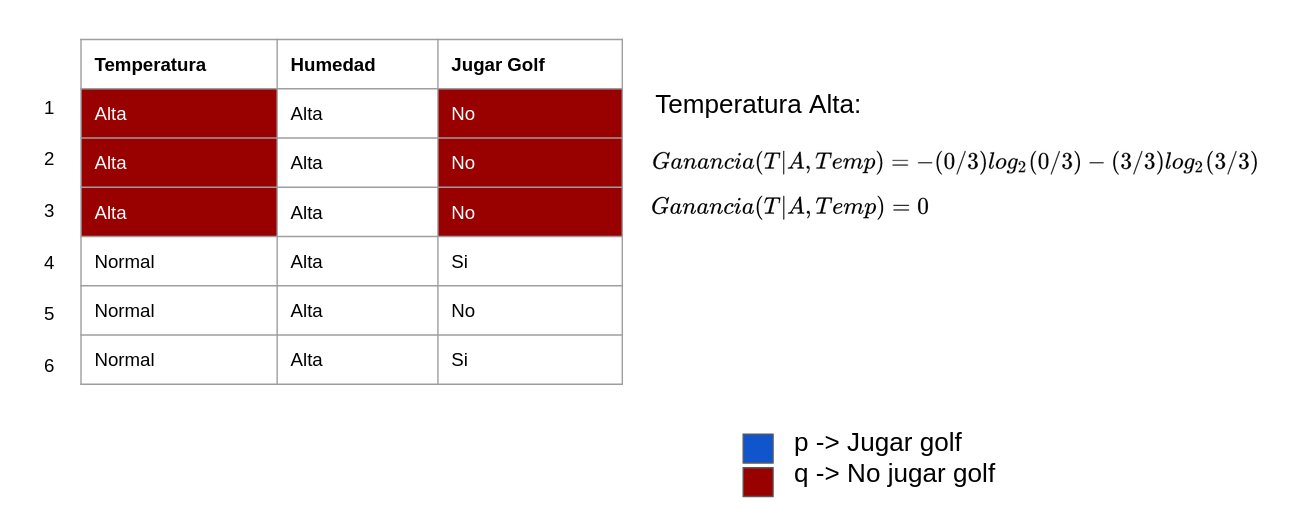 Temperatura Humedad Jugar Golf
1 Alta Alta No
2 Alta Alta No
3 Alta Alta No
4 Normal Alta Si
5 Normal Alta No
6 Normal Alta Si
Temperatura Alta:
Ganancia(T|A, Temp) = −(0/3)log₂(0/3) − (3/3)log₂(3/3)
Ganancia(T|A, Temp) = 0
p -> Jugar golf
q -> No jugar golf